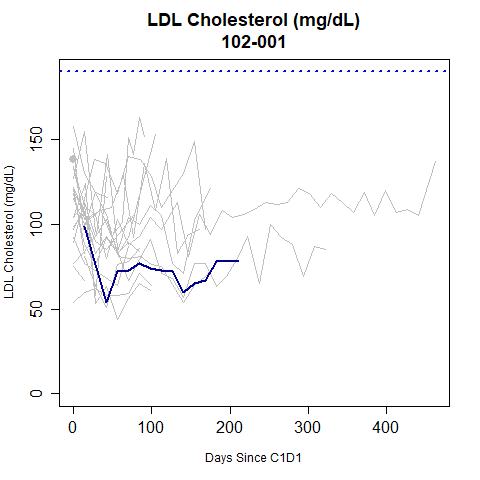 LDL Cholesterol (mg/dL)
102-001
LDL Cholesterol (mg/dL)
150
100
50
0
0 100 200 300 400
Days Since C1D1